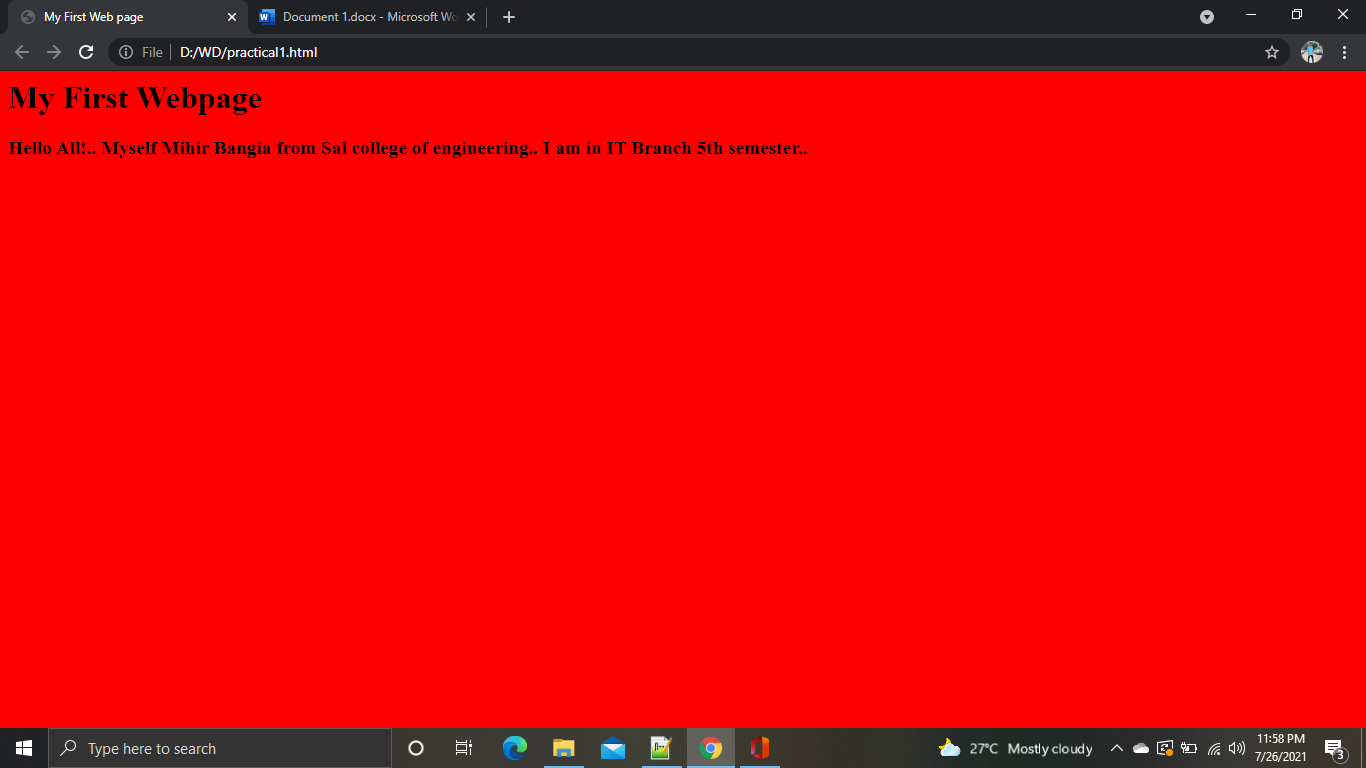 My First Web page
Document 1.docx - Microsoft Wo
File
D:/WD/practical1.html
My First Webpage
Hello All!.. Myself Mihir Bangia from Sal college of engineering.. I am in IT Branch 5th semester..
Type here to search
27°C Mostly cloudy
11:58 PM
7/26/2021
3